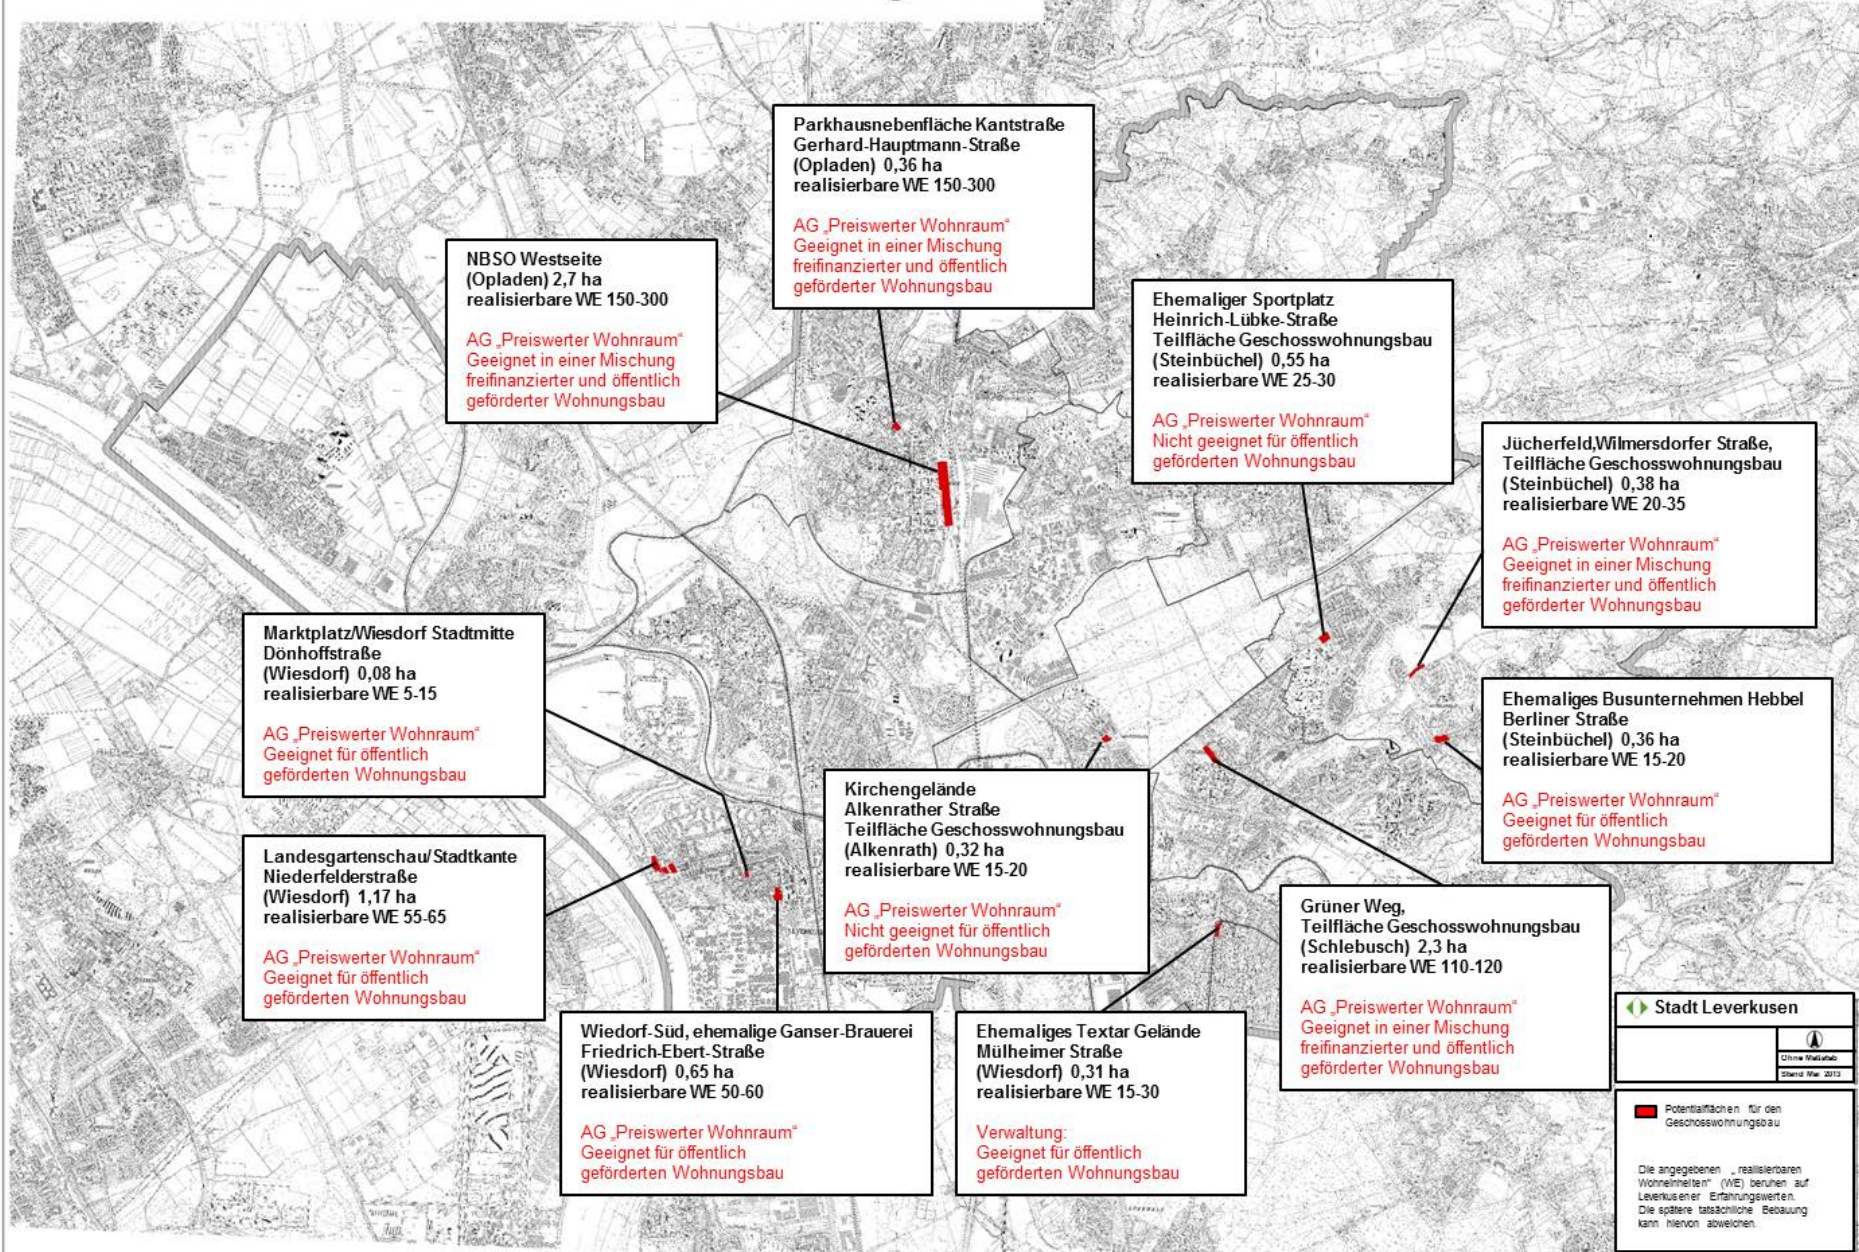 Parkhausnebenfläche Kantstraße
Gerhard-Hauptmann-Straße
(Opladen) 0,36 ha
realisierbare WE 150-300
AG „Preiswerter Wohnraum“
Geeignet in einer Mischung
freifinanzierter und öffentlich
geförderter Wohnungsbau
NBSO Westseite
(Opladen) 2,7 ha
realisierbare WE 150-300
AG „Preiswerter Wohnraum“
Geeignet in einer Mischung
freifinanzierter und öffentlich
geförderter Wohnungsbau
Ehemaliger Sportplatz
Heinrich-Lübke-Straße
Teilfläche Geschosswohnungsbau
(Steinbüchel) 0,55 ha
realisierbare WE 25-30
AG „Preiswerter Wohnraum“
Nicht geeignet für öffentlich
geförderten Wohnungsbau
Jücherfeld,Wilmersdorfer Straße,
Teilfläche Geschosswohnungsbau
(Steinbüchel) 0,38 ha
realisierbare WE 20-35
AG „Preiswerter Wohnraum“
Geeignet in einer Mischung
freifinanzierter und öffentlich
geförderter Wohnungsbau
Marktplatz/Wiesdorf Stadtmitte
Dönhoffstraße
(Wiesdorf) 0,08 ha
realisierbare WE 5-15
AG „Preiswerter Wohnraum“
Geeignet für öffentlich
geförderten Wohnungsbau
Ehemaliges Busunternehmen Hebbel
Berliner Straße
(Steinbüchel) 0,36 ha
realisierbare WE 15-20
AG „Preiswerter Wohnraum“
Geeignet für öffentlich
geförderten Wohnungsbau
Kirchengelände
Alkenrather Straße
Teilfläche Geschosswohnungsbau
(Alkenrath) 0,32 ha
realisierbare WE 15-20
AG „Preiswerter Wohnraum“
Nicht geeignet für öffentlich
geförderten Wohnungsbau
Landesgartenschau/Stadtkante
Niederfelderstraße
(Wiesdorf) 1,17 ha
realisierbare WE 55-65
AG „Preiswerter Wohnraum“
Geeignet für öffentlich
geförderten Wohnungsbau
Grüner Weg,
Teilfläche Geschosswohnungsbau
(Schlebusch) 2,3 ha
realisierbare WE 110-120
AG „Preiswerter Wohnraum“
Geeignet in einer Mischung
freifinanzierter und öffentlich
geförderter Wohnungsbau
Wiedorf-Süd, ehemalige Ganser-Brauerei
Friedrich-Ebert-Straße
(Wiesdorf) 0,65 ha
realisierbare WE 50-60
AG „Preiswerter Wohnraum“
Geeignet für öffentlich
geförderten Wohnungsbau
Ehemaliges Textar Gelände
Mülheimer Straße
(Wiesdorf) 0,31 ha
realisierbare WE 15-30
Verwaltung:
Geeignet für öffentlich
geförderten Wohnungsbau
Stadt Leverkusen
Ohne Maßstab
Stand Mai 2013
Potentialflächen für den
Geschosswohnungsbau
Die angegebenen „realisierbaren
Wohneinheiten“ (WE) beruhen auf
Leverkusener Erfahrungswerten.
Die spätere tatsächliche Bebauung
kann hiervon abweichen.